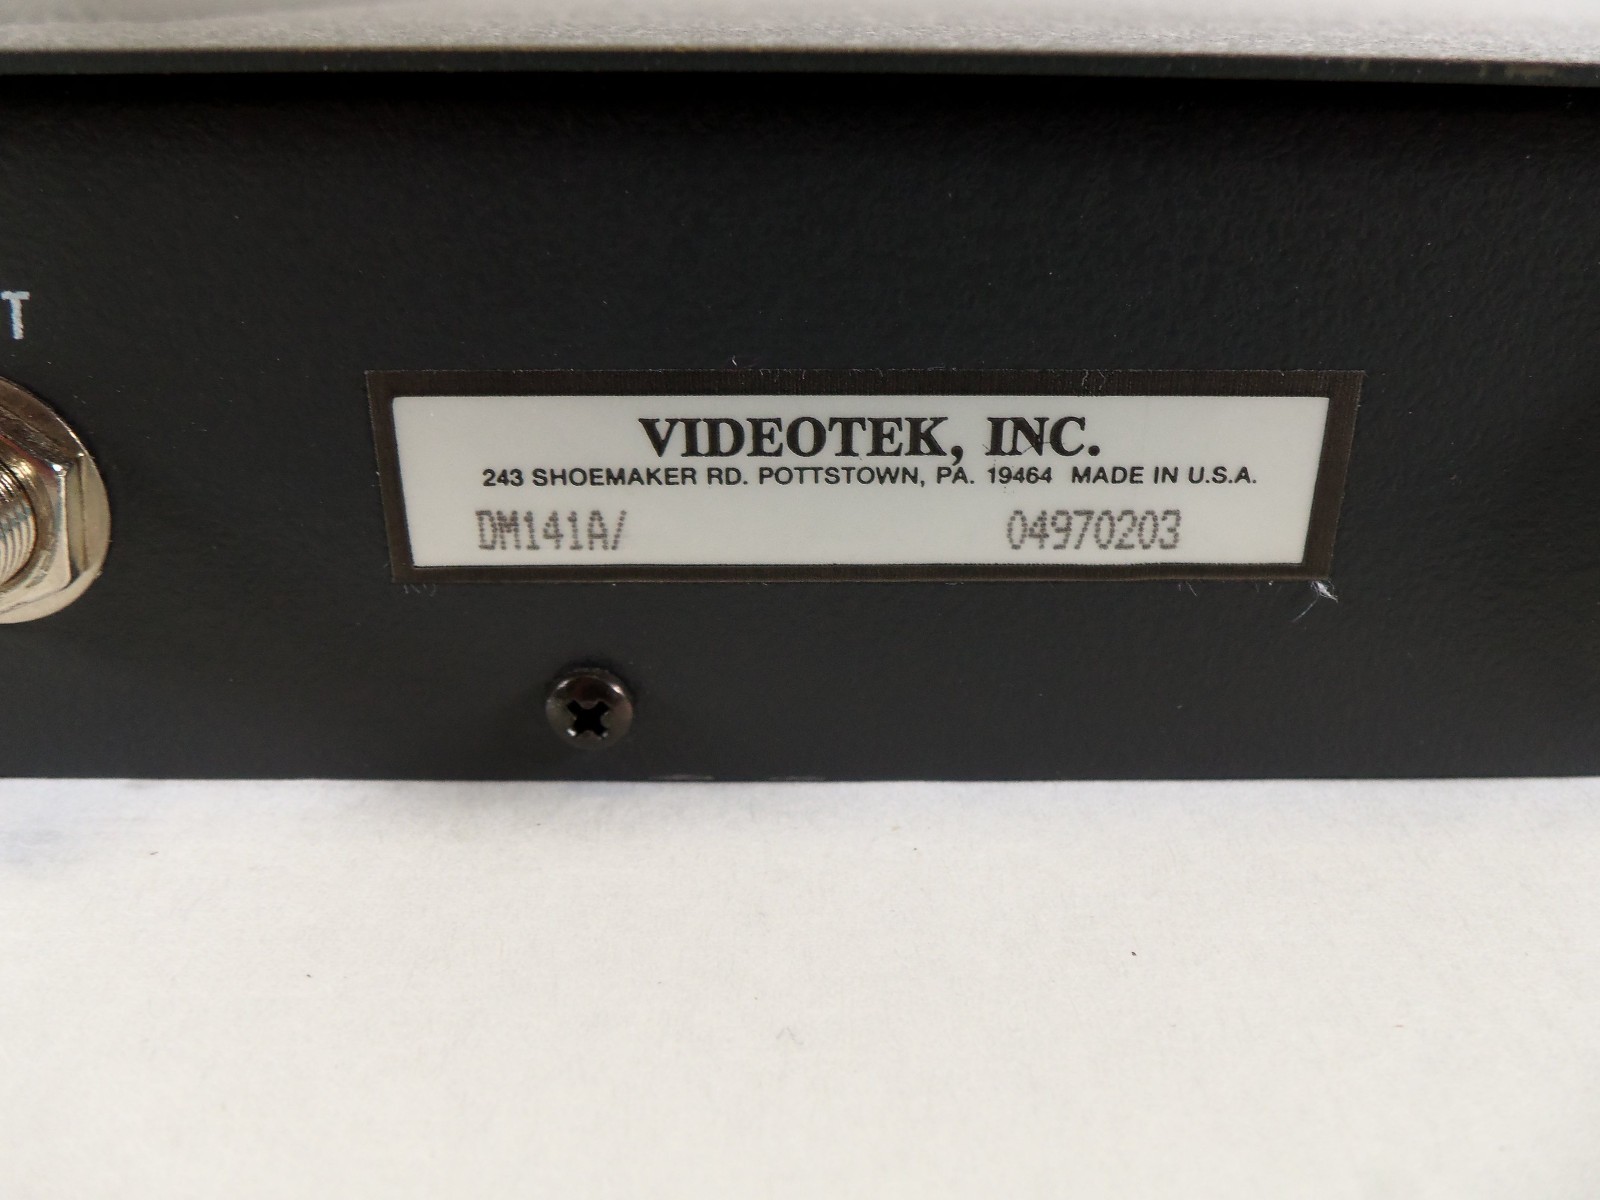 T
VIDEOTEK, INC.
243 SHOEMAKER RD. POTTSTOWN, PA. 19464 MADE IN U.S.A.
DM141A/ 04970203